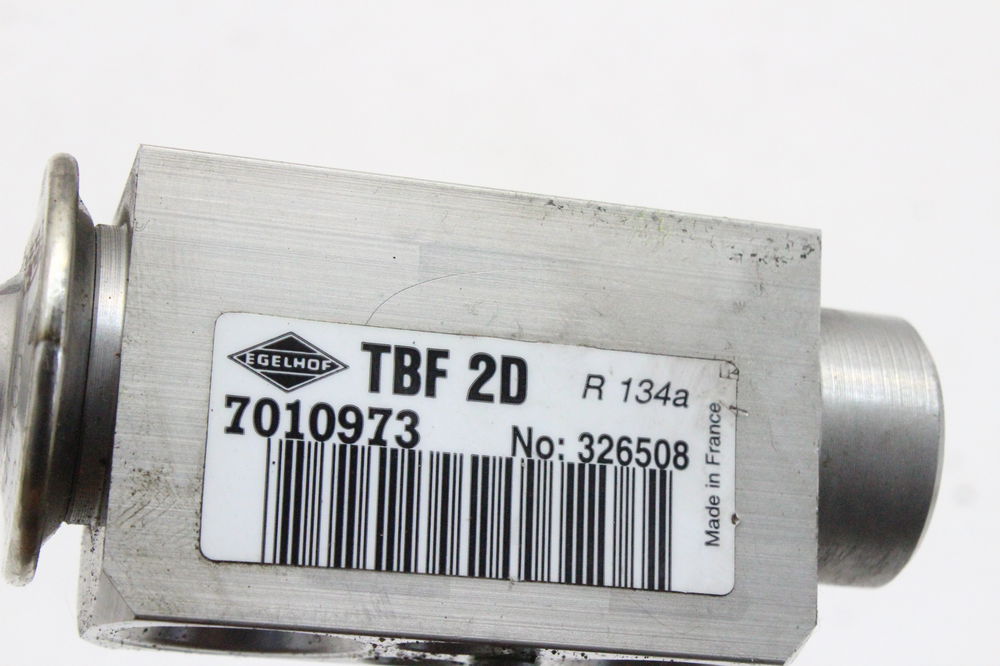 EGELHOF
TBF 2D
R 134a
7010973
No: 326508
Made in France